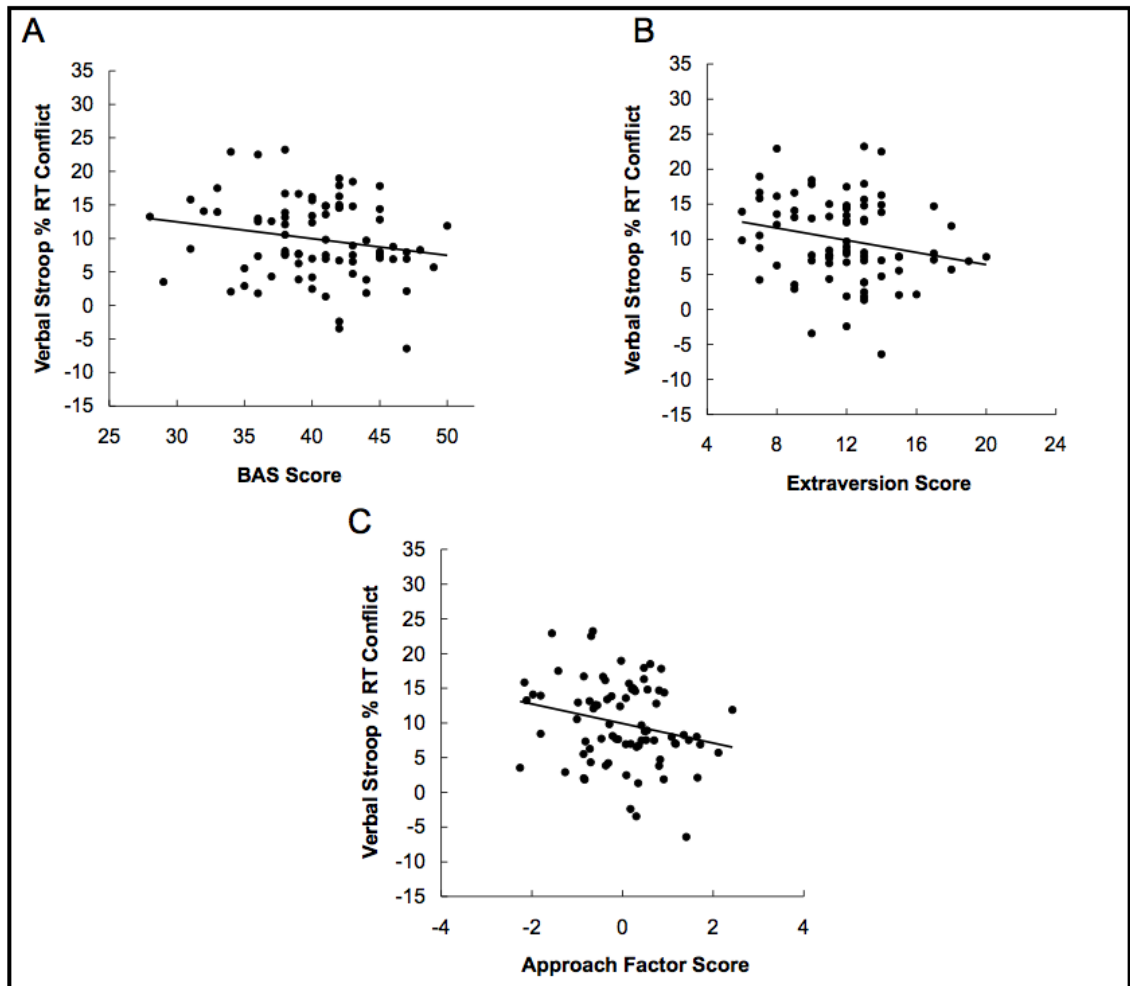 A
35
30
25
20
15
10
5
0
-5
-10
-15
25 30 35 40 45 50
Verbal Stroop % RT Conflict
BAS Score
B
35
30
25
20
15
10
5
0
-5
-10
-15
4 8 12 16 20 24
Verbal Stroop % RT Conflict
Extraversion Score
C
35
30
25
20
15
10
5
0
-5
-10
-15
-4 -2 0 2 4
Verbal Stroop % RT Conflict
Approach Factor Score